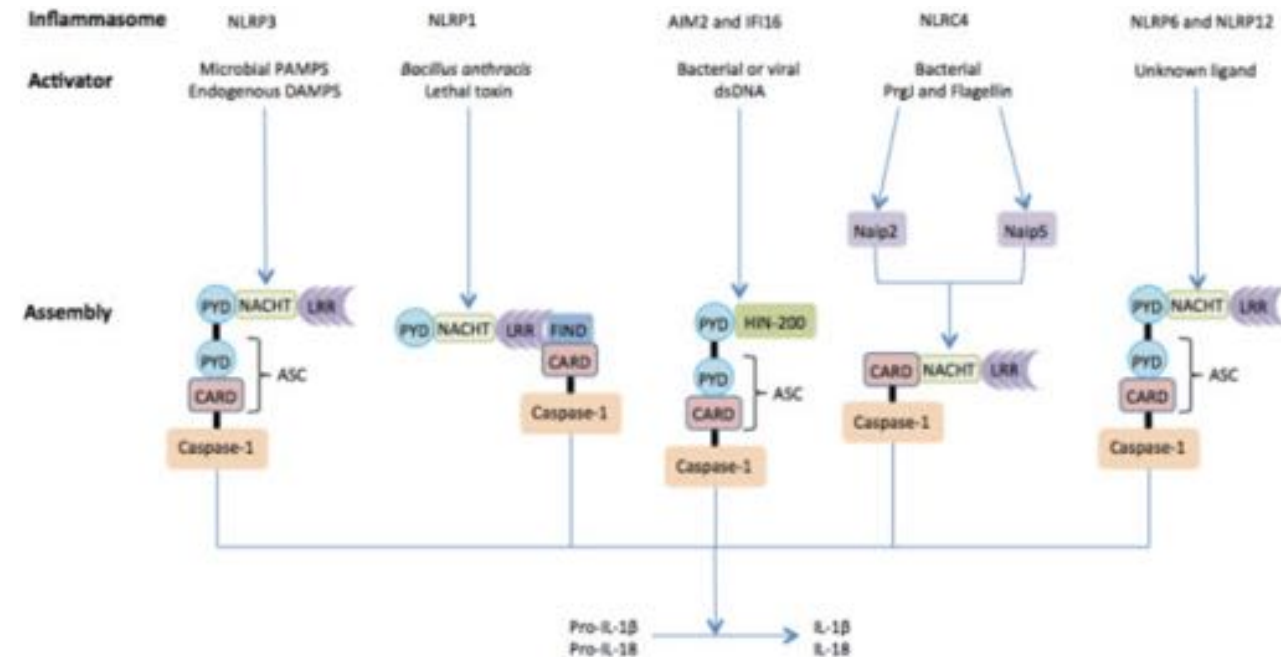 Inflammasome
NLRP3
NLRP1
AIM2 and IFI16
NLRC4
NLRP6 and NLRP12
Activator
Microbial PAMPS
Endogenous DAMPS
Bacillus anthracis
Lethal toxin
Bacterial or viral
dsDNA
Bacterial
PrgJ and Flagellin
Unknown ligand
Naip2
Naip5
Assembly
PYD
NACHT
LRR
PYD
CARD
ASC
Caspase-1
PYD
NACHT
LRR
FIND
CARD
Caspase-1
PYD
HIN-200
PYD
CARD
ASC
Caspase-1
CARD
NACHT
LRR
Caspase-1
PYD
NACHT
LRR
PYD
CARD
ASC
Caspase-1
Pro-IL-1β
Pro-IL-18
IL-1β
IL-18